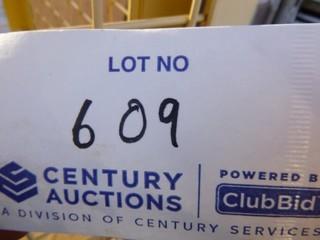 LOT NO
609
CENTURY AUCTIONS
POWERED B
ClubBid
A DIVISION OF CENTURY SERVICES